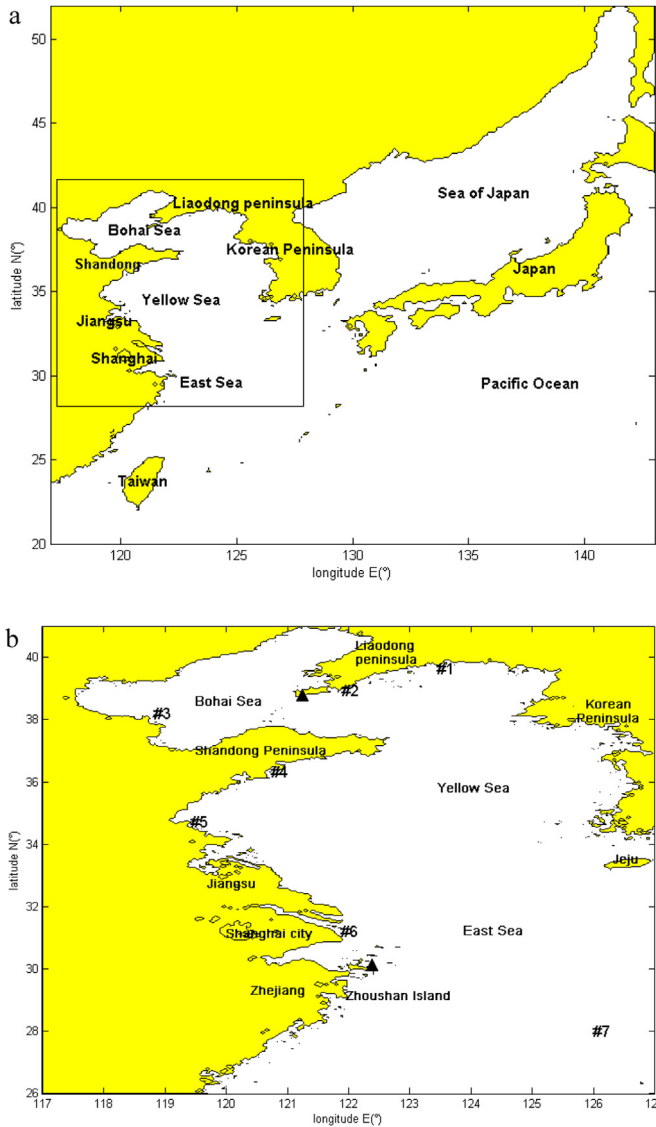 a
50
45
40
35
30
25
20
latitude N(°)
Liaodong peninsula
Sea of Japan
Bohai Sea
Korean Peninsula
Shandong
Japan
Yellow Sea
Jiangsu
Shanghai
East Sea
Pacific Ocean
Taiwan
120 125 130 135 140
longitude E(°)
b
40
38
36
34
32
30
28
26
latitude N(°)
Liaodong
peninsula
#1
#2
Bohai Sea
Korean
Peninsula
#3
Shandong Peninsula
#4
Yellow Sea
#5
Jeju
Jiangsu
#6
Shanghai city
East Sea
Zhejiang
Zhoushan Island
#7
117 118 119 120 121 122 123 124 125 126 12
longitude E(°)